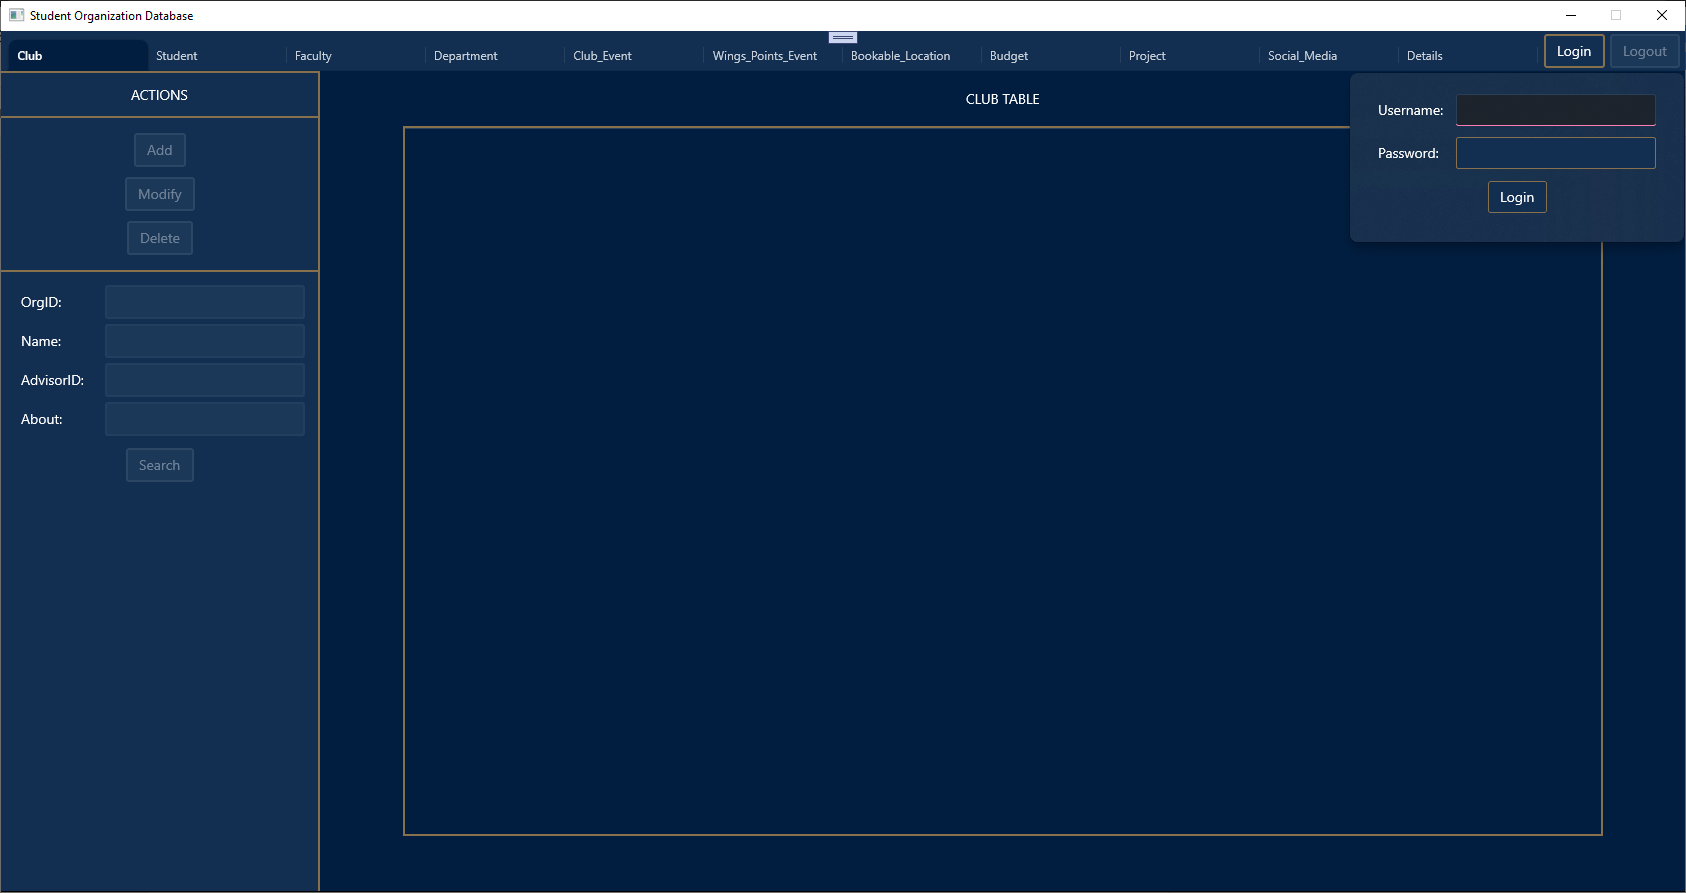 Student Organization Database
Club Student Faculty Department Club_Event Wings_Points_Event Bookable_Location Budget Project Social_Media Details Login Logout
ACTIONS
Add
Modify
Delete
OrgID:
Name:
AdvisorID:
About:
Search
CLUB TABLE
Username:
Password:
Login